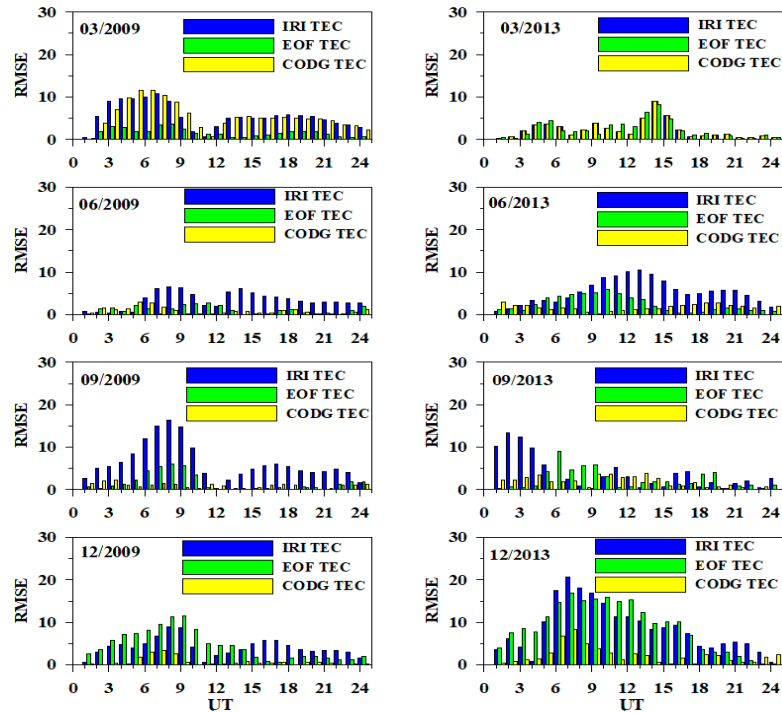 30
20
10
0
RMSE
03/2009
IRI TEC
EOF TEC
CODG TEC
0 3 6 9 12 15 18 21 24
30
20
10
0
RMSE
03/2013
IRI TEC
EOF TEC
CODG TEC
0 3 6 9 12 15 18 21 24
30
20
10
0
RMSE
06/2009
IRI TEC
EOF TEC
CODG TEC
0 3 6 9 12 15 18 21 24
30
20
10
0
RMSE
06/2013
IRI TEC
EOF TEC
CODG TEC
0 3 6 9 12 15 18 21 24
30
20
10
0
RMSE
09/2009
IRI TEC
EOF TEC
CODG TEC
0 3 6 9 12 15 18 21 24
30
20
10
0
RMSE
09/2013
IRI TEC
EOF TEC
CODG TEC
0 3 6 9 12 15 18 21 24
30
20
10
0
RMSE
12/2009
IRI TEC
EOF TEC
CODG TEC
0 3 6 9 12 15 18 21 24
UT
30
20
10
0
RMSE
12/2013
IRI TEC
EOF TEC
CODG TEC
0 3 6 9 12 15 18 21 24
UT